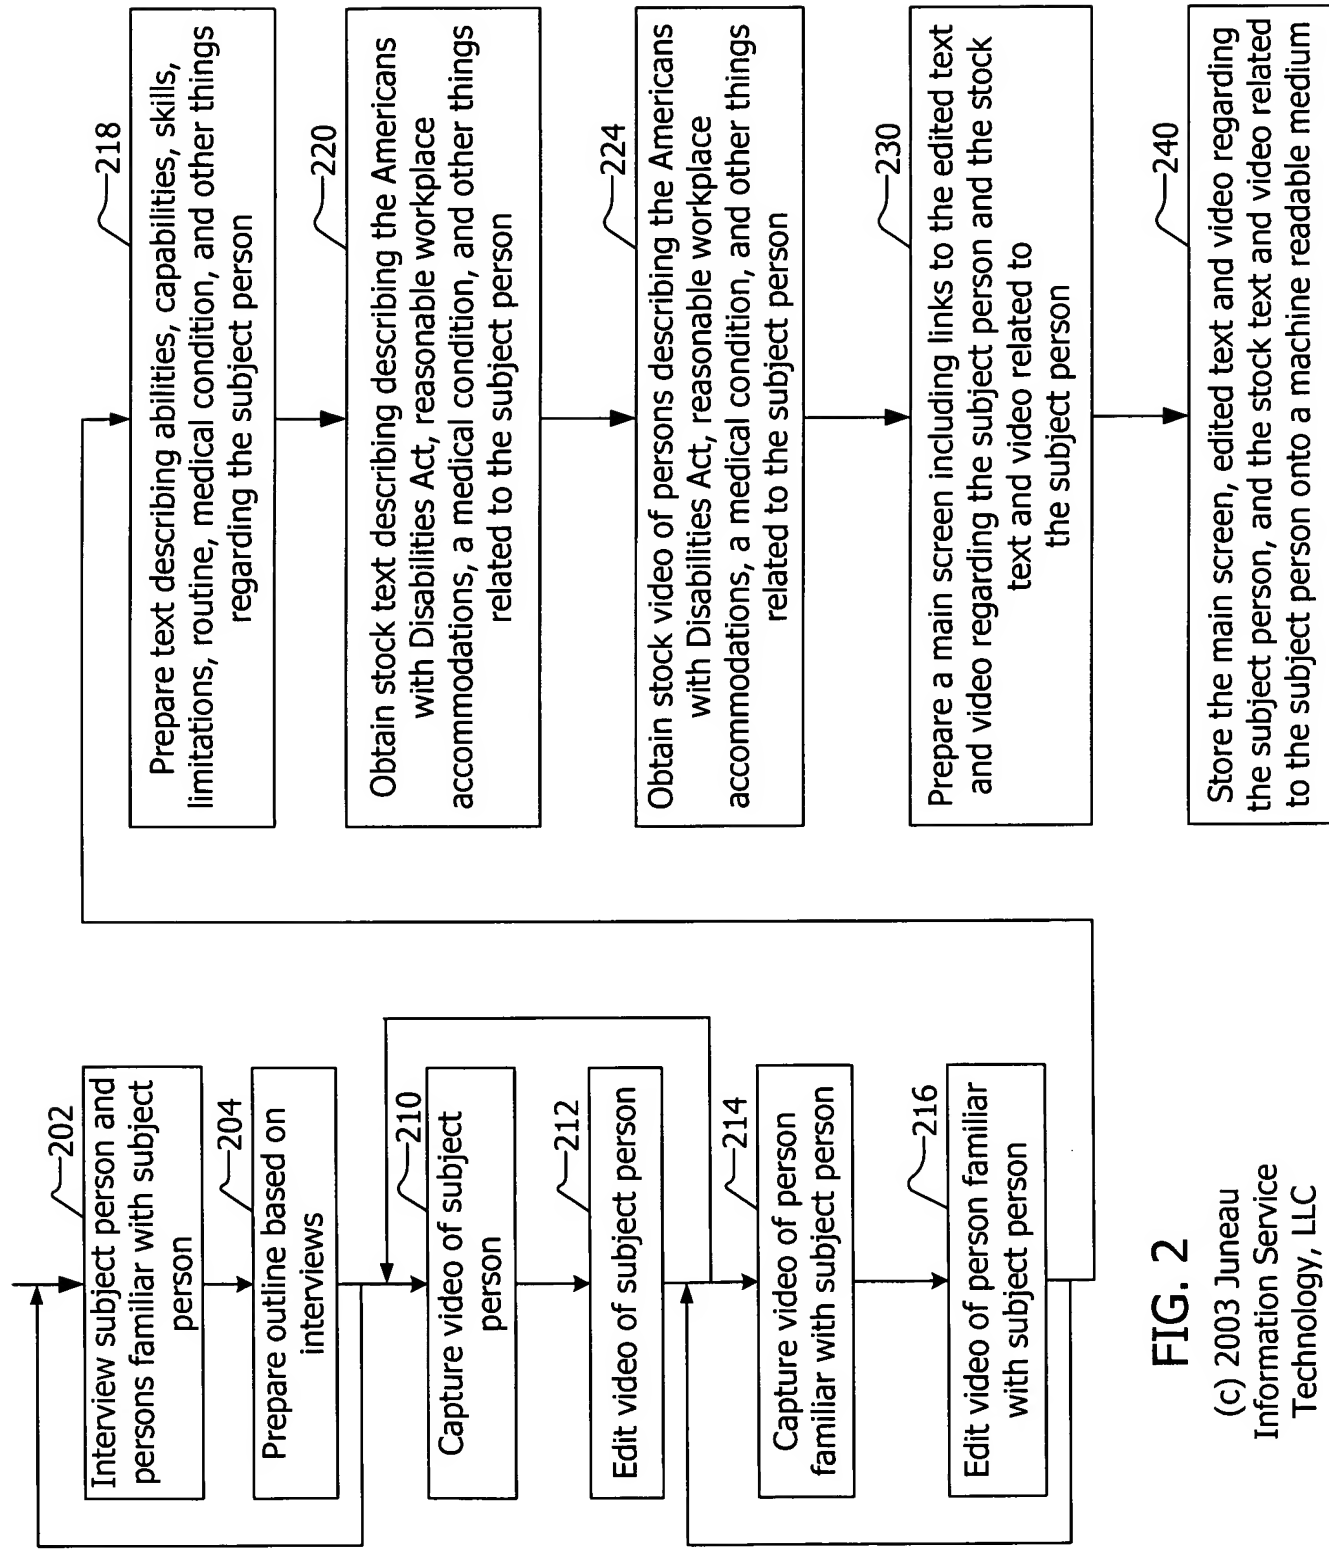 202
Interview subject person and
persons familiar with subject
person
204
Prepare outline based on
interviews
210
Capture video of subject
person
212
Edit video of subject person
214
Capture video of person
familiar with subject person
216
Edit video of person familiar
with subject person
218
Prepare text describing abilities, capabilities, skills,
limitations, routine, medical condition, and other things
regarding the subject person
220
Obtain stock text describing describing the Americans
with Disabilities Act, reasonable workplace
accommodations, a medical condition, and other things
related to the subject person
224
Obtain stock video of persons describing the Americans
with Disabilities Act, reasonable workplace
accommodations, a medical condition, and other things
related to the subject person
230
Prepare a main screen including links to the edited text
and video regarding the subject person and the stock
text and video related to
the subject person
240
Store the main screen, edited text and video regarding
the subject person, and the stock text and video related
to the subject person onto a machine readable medium
FIG. 2
(c) 2003 Juneau
Information Service
Technology, LLC